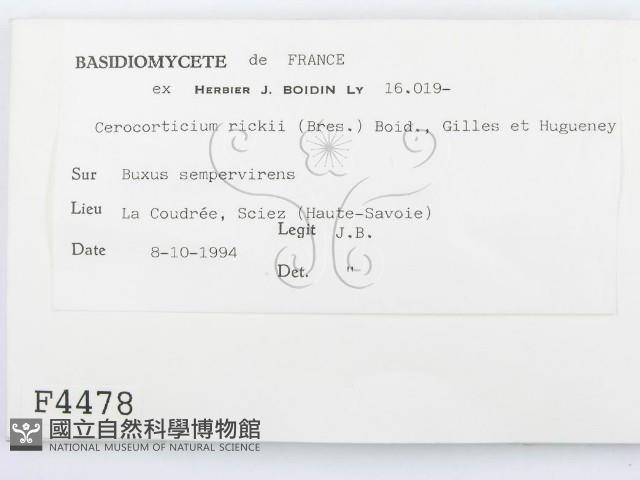 BASIDIOMYCETE de FRANCE
ex HERBIER J. BOIDIN LY 16.019-
Cerocorticium rickii (Bres.) Boid., Gilles et Hugueney
Sur Buxus sempervirens
Lieu La Coudrée, Sciez (Haute-Savoie)
Legit J.B.
Date 8-10-1994
Det. "
F4478
國立自然科學博物館
NATIONAL MUSEUM OF NATURAL SCIENCE